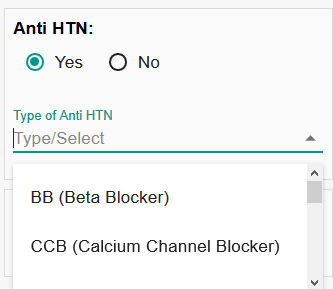 Anti HTN:
Yes No
Type of Anti HTN
Type/Select
BB (Beta Blocker)
CCB (Calcium Channel Blocker)